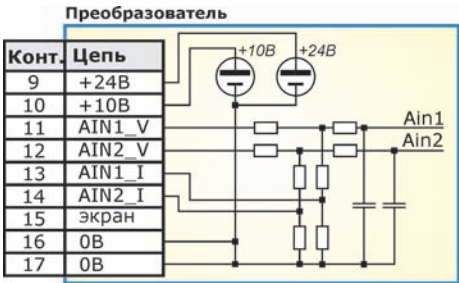 Преобразователь
+10В +24В
Конт. Цепь
9 +24В
10 +10В
11 AIN1_V
12 AIN2_V
13 AIN1_I
14 AIN2_I
15 экран
16 0В
17 0В
Ain1
Ain2